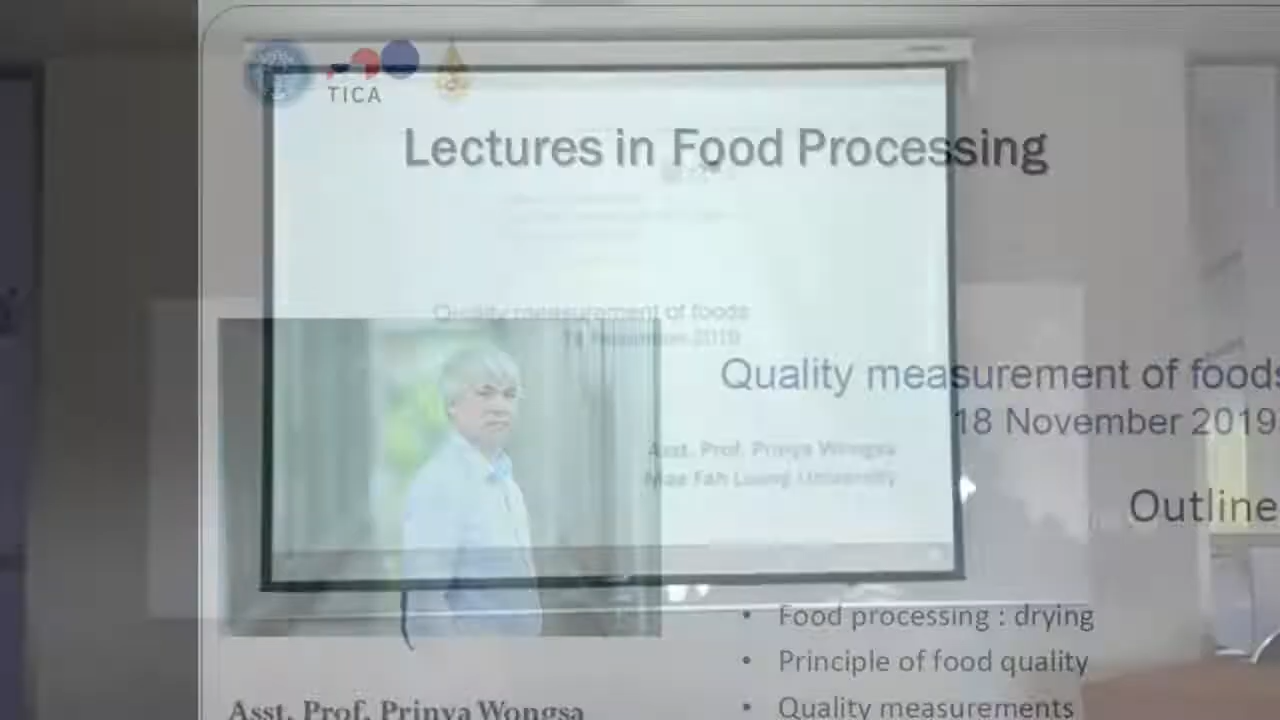 TICA
Lectures in Food Processing
Quality measurement of foods
18 November 2019
Quality measurement of foods
18 November 2019
Asst. Prof. Prinya Wongsa
Mae Fah Luang University
Outline
• Food processing : drying
• Principle of food quality
• Quality measurements
Asst. Prof. Prinya Wongsa